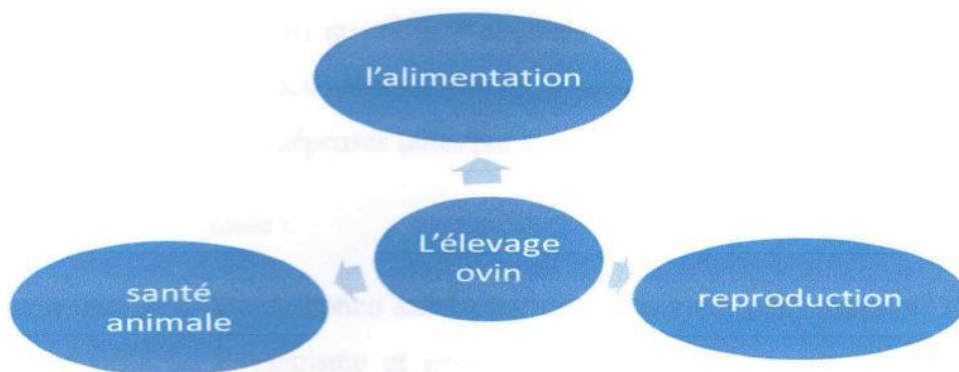 l'alimentation
L'élevage
ovin
santé
animale
reproduction